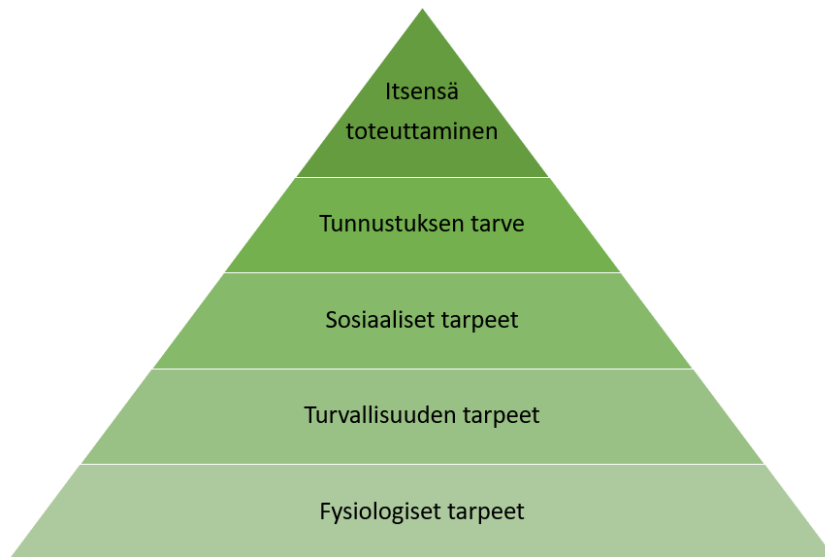 Itsensä
toteuttaminen
Tunnustuksen tarve
Sosiaaliset tarpeet
Turvallisuuden tarpeet
Fysiologiset tarpeet